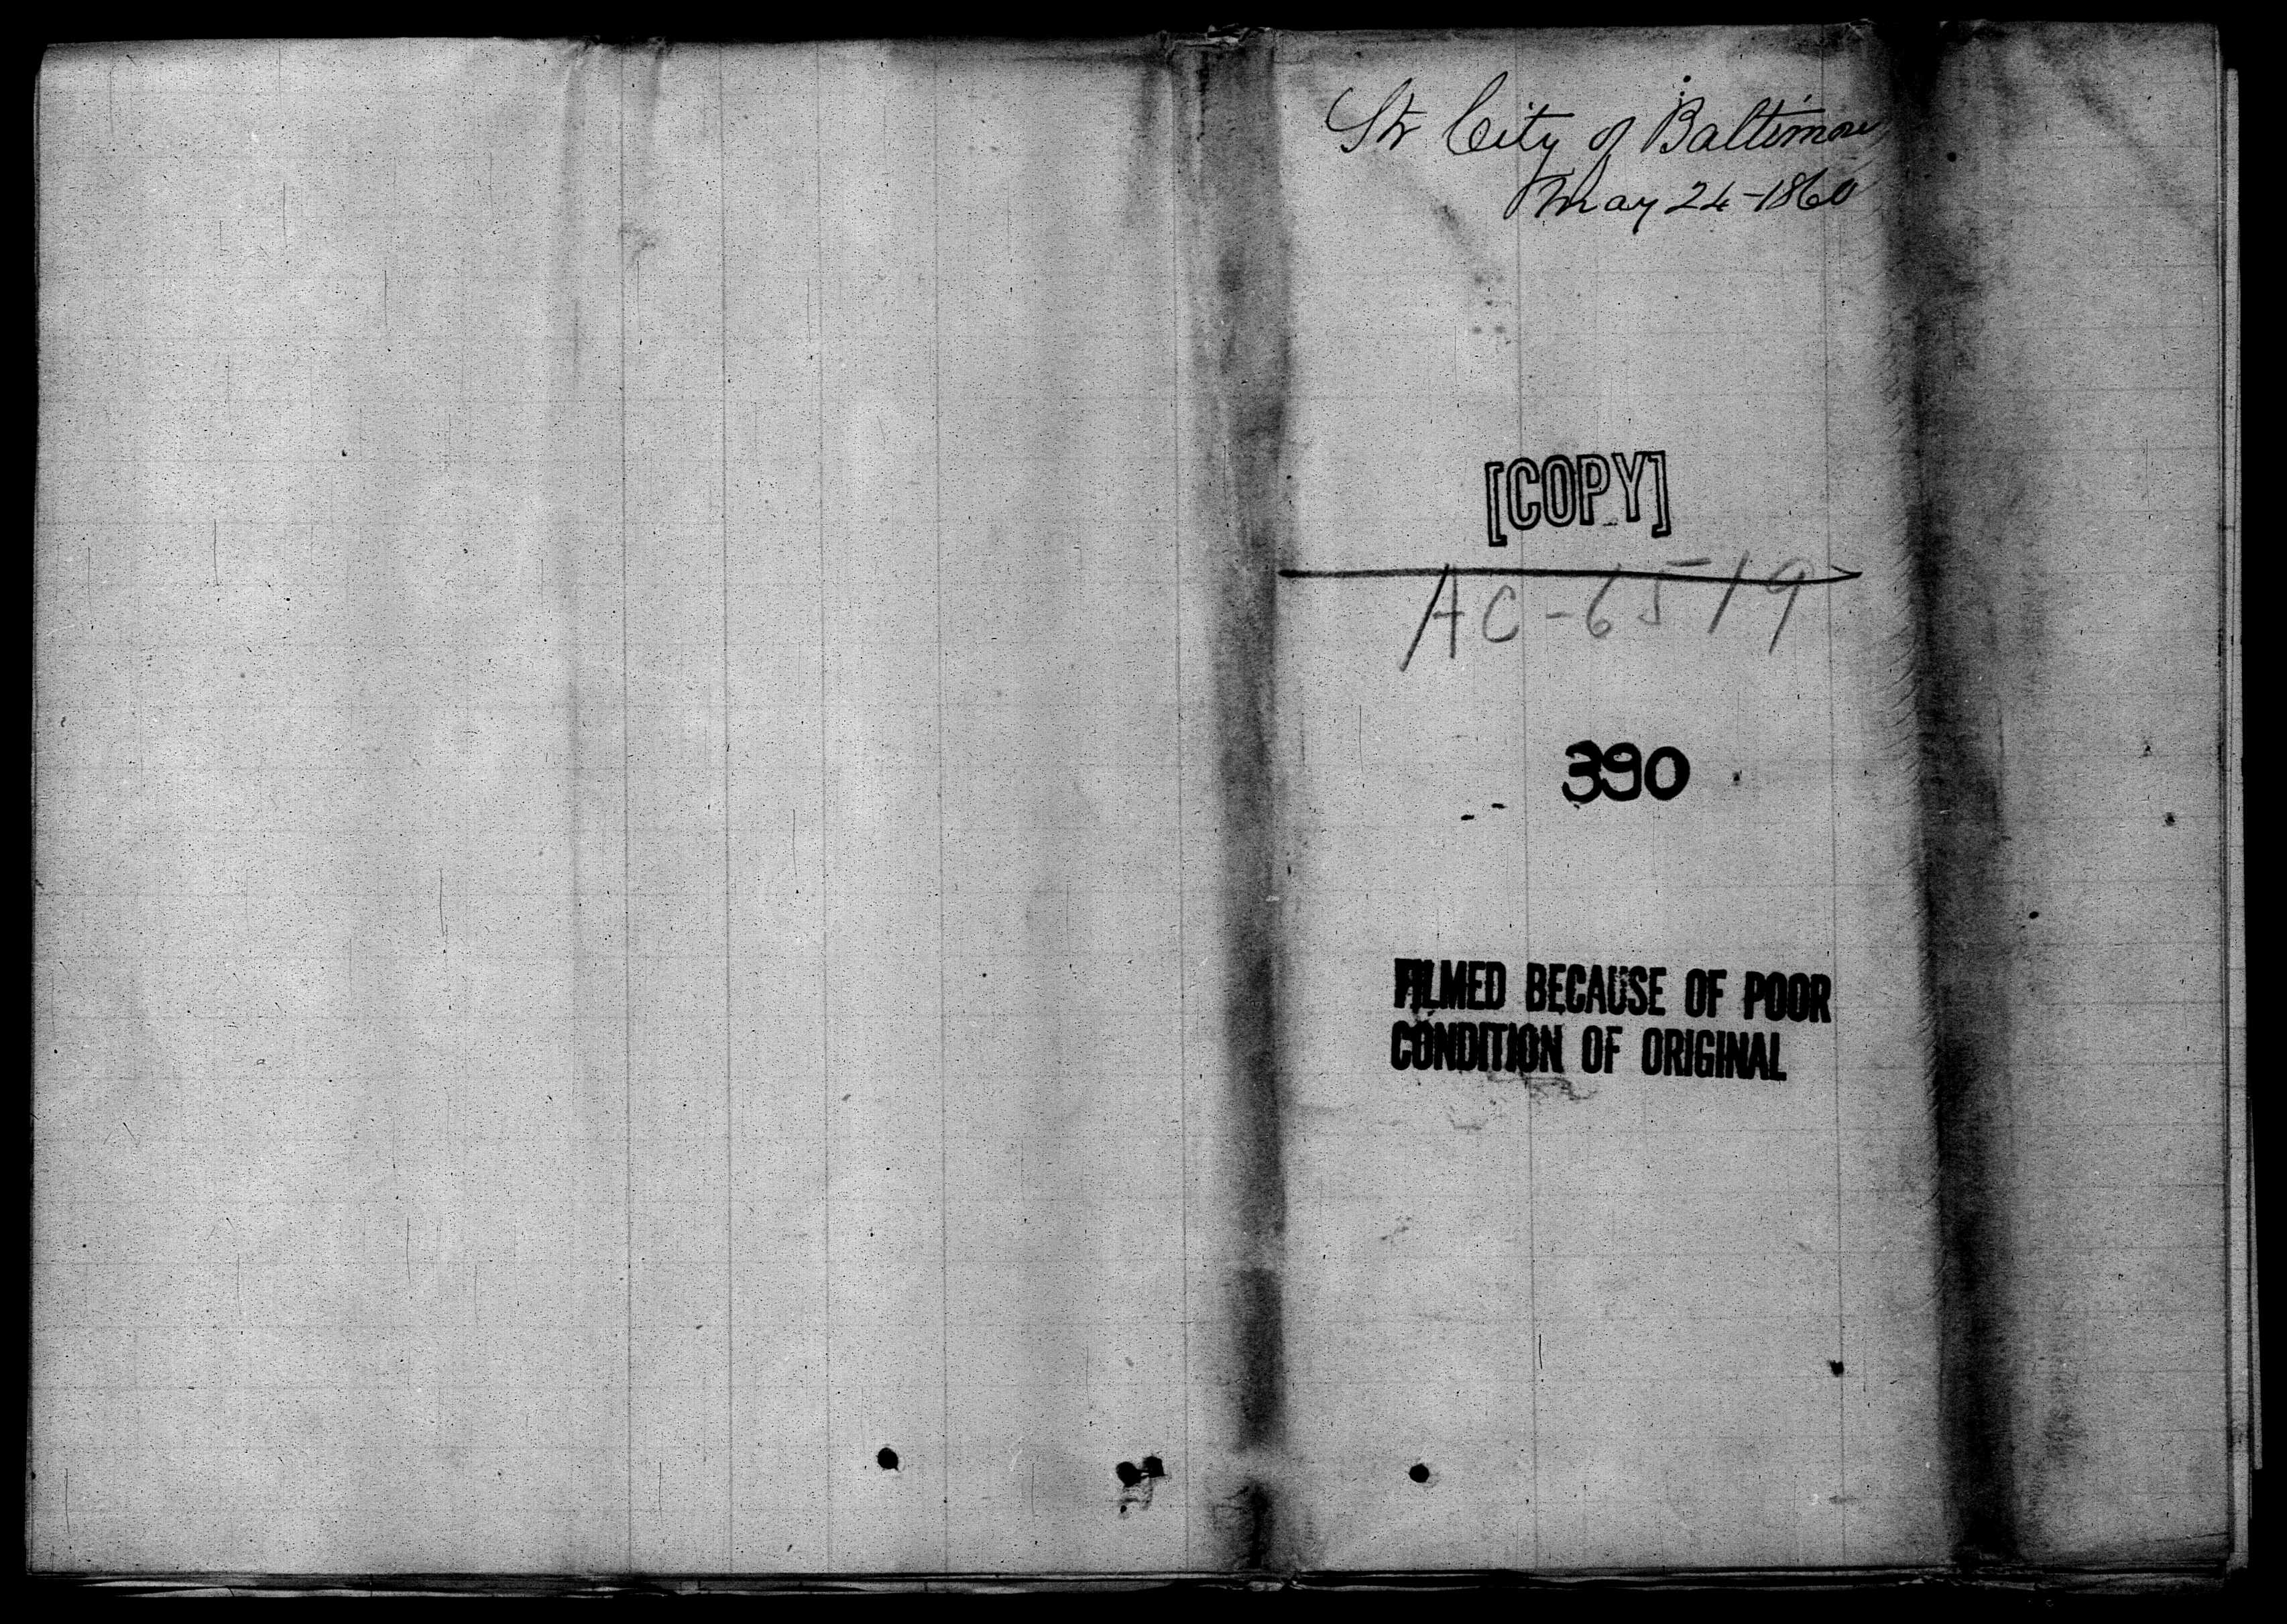 Str City of Baltimore
May 24-1860
[COPY]
AC-6519
390
FILMED BECAUSE OF POOR
CONDITION OF ORIGINAL